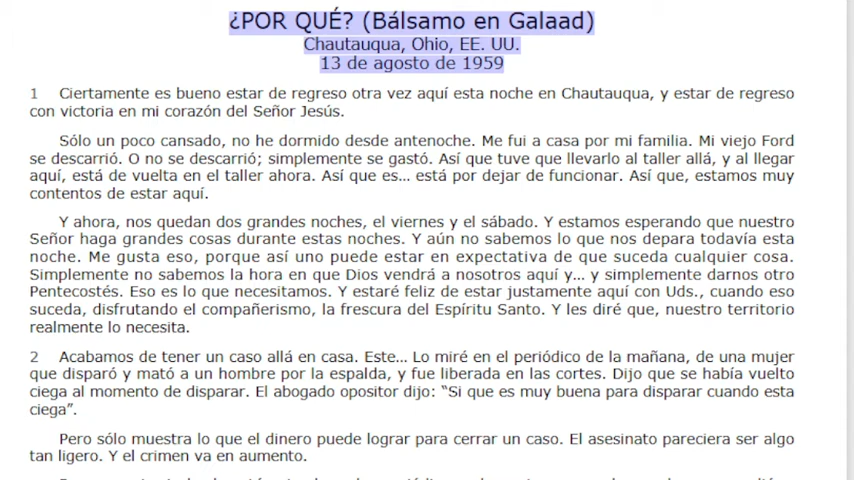 ¿POR QUÉ? (Bálsamo en Galaad)
Chautauqua, Ohio, EE. UU.
13 de agosto de 1959
1 Ciertamente es bueno estar de regreso otra vez aquí esta noche en Chautauqua, y estar de regreso
con victoria en mi corazón del Señor Jesús.
Sólo un poco cansado, no he dormido desde antenoche. Me fui a casa por mi familia. Mi viejo Ford
se descarrió. O no se descarrió; simplemente se gastó. Así que tuve que llevarlo al taller allá, y al llegar
aquí, está de vuelta en el taller ahora. Así que es... está por dejar de funcionar. Así que, estamos muy
contentos de estar aquí.
Y ahora, nos quedan dos grandes noches, el viernes y el sábado. Y estamos esperando que nuestro
Señor haga grandes cosas durante estas noches. Y aún no sabemos lo que nos depara todavía esta
noche. Me gusta eso, porque así uno puede estar en expectativa de que suceda cualquier cosa.
Simplemente no sabemos la hora en que Dios vendrá a nosotros aquí y... y simplemente darnos otro
Pentecostés. Eso es lo que necesitamos. Y estaré feliz de estar justamente aquí con Uds., cuando eso
suceda, disfrutando el compañerismo, la frescura del Espíritu Santo. Y les diré que, nuestro territorio
realmente lo necesita.
2 Acabamos de tener un caso allá en casa. Este... Lo miré en el periódico de la mañana, de una mujer
que disparó y mató a un hombre por la espalda, y fue liberada en las cortes. Dijo que se había vuelto
ciega al momento de disparar. El abogado opositor dijo: “Si que es muy buena para disparar cuando esta
ciega”.
Pero sólo muestra lo que el dinero puede lograr para cerrar un caso. El asesinato pareciera ser algo
tan ligero. Y el crimen va en aumento.